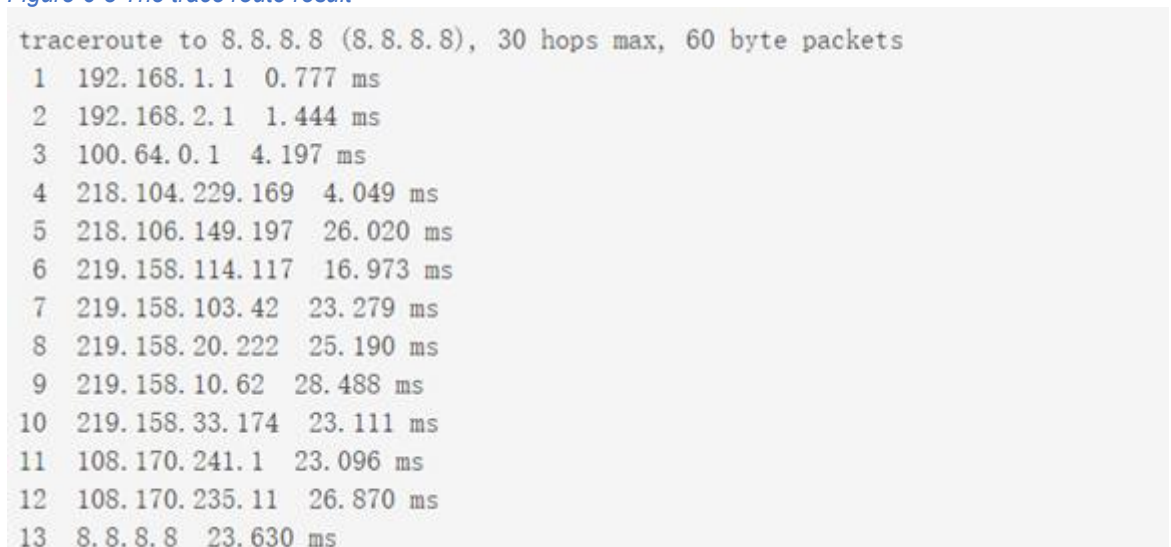 traceroute to 8.8.8.8 (8.8.8.8), 30 hops max, 60 byte packets
1 192.168.1.1 0.777 ms
2 192.168.2.1 1.444 ms
3 100.64.0.1 4.197 ms
4 218.104.229.169 4.049 ms
5 218.106.149.197 26.020 ms
6 219.158.114.117 16.973 ms
7 219.158.103.42 23.279 ms
8 219.158.20.222 25.190 ms
9 219.158.10.62 28.488 ms
10 219.158.33.174 23.111 ms
11 108.170.241.1 23.096 ms
12 108.170.235.11 26.870 ms
13 8.8.8.8 23.630 ms